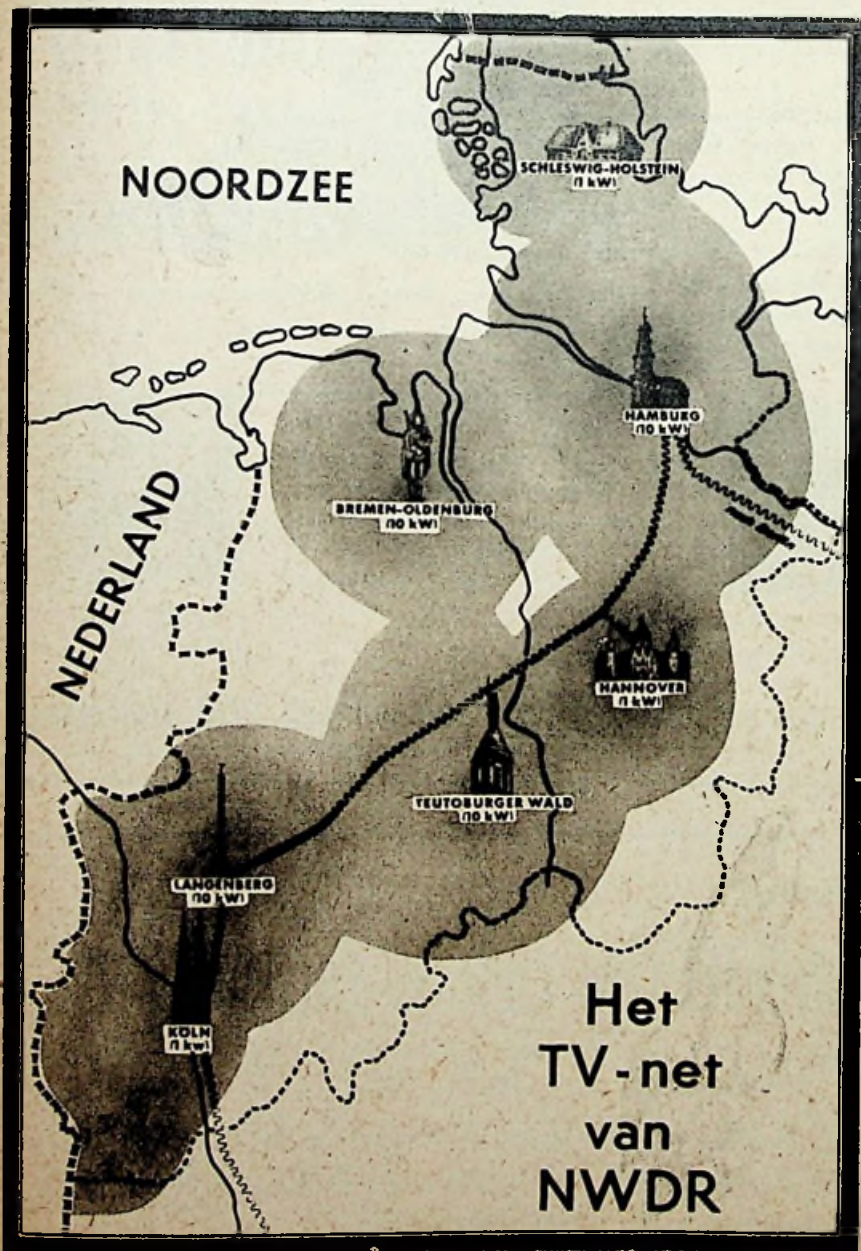 NOORDZEE
SCHLESWIG-HOLSTEIN
(1 kW)
HAMBURG
(10 kW)
BREMEN-OLDENBURG
(10 kW)
NEDERLAND
HANNOVER
(1 kW)
TEUTOBURGER WALD
(10 kW)
LANGENBERG
(10 kW)
KÖLN
(1 kW)
Het
TV-net
van
NWDR